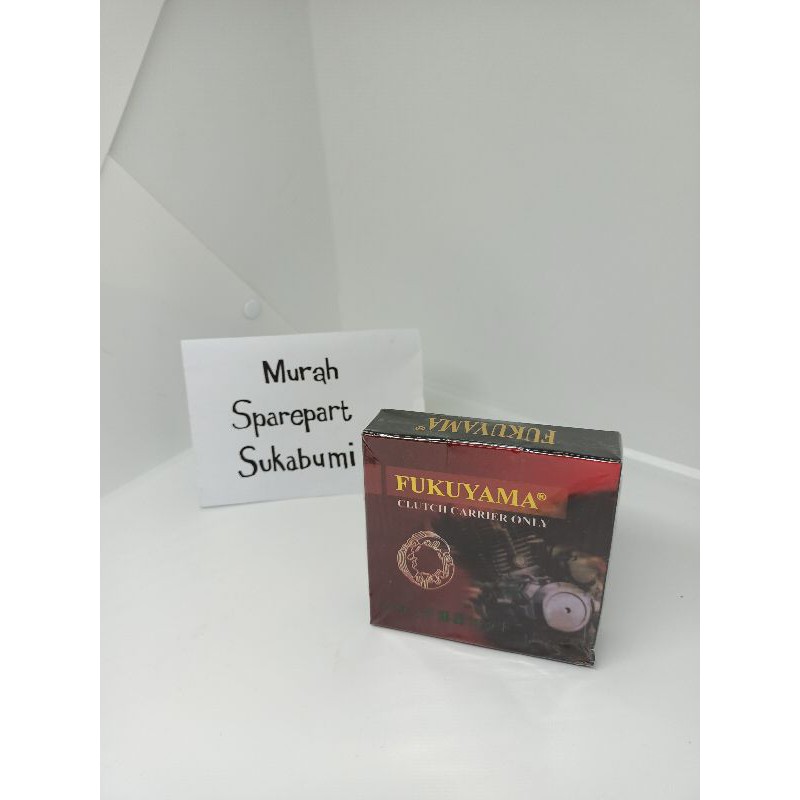 Murah
Sparepart
Sukabumi
FUKUYAMA®
FUKUYAMA®
CLUTCH CARRIER ONLY